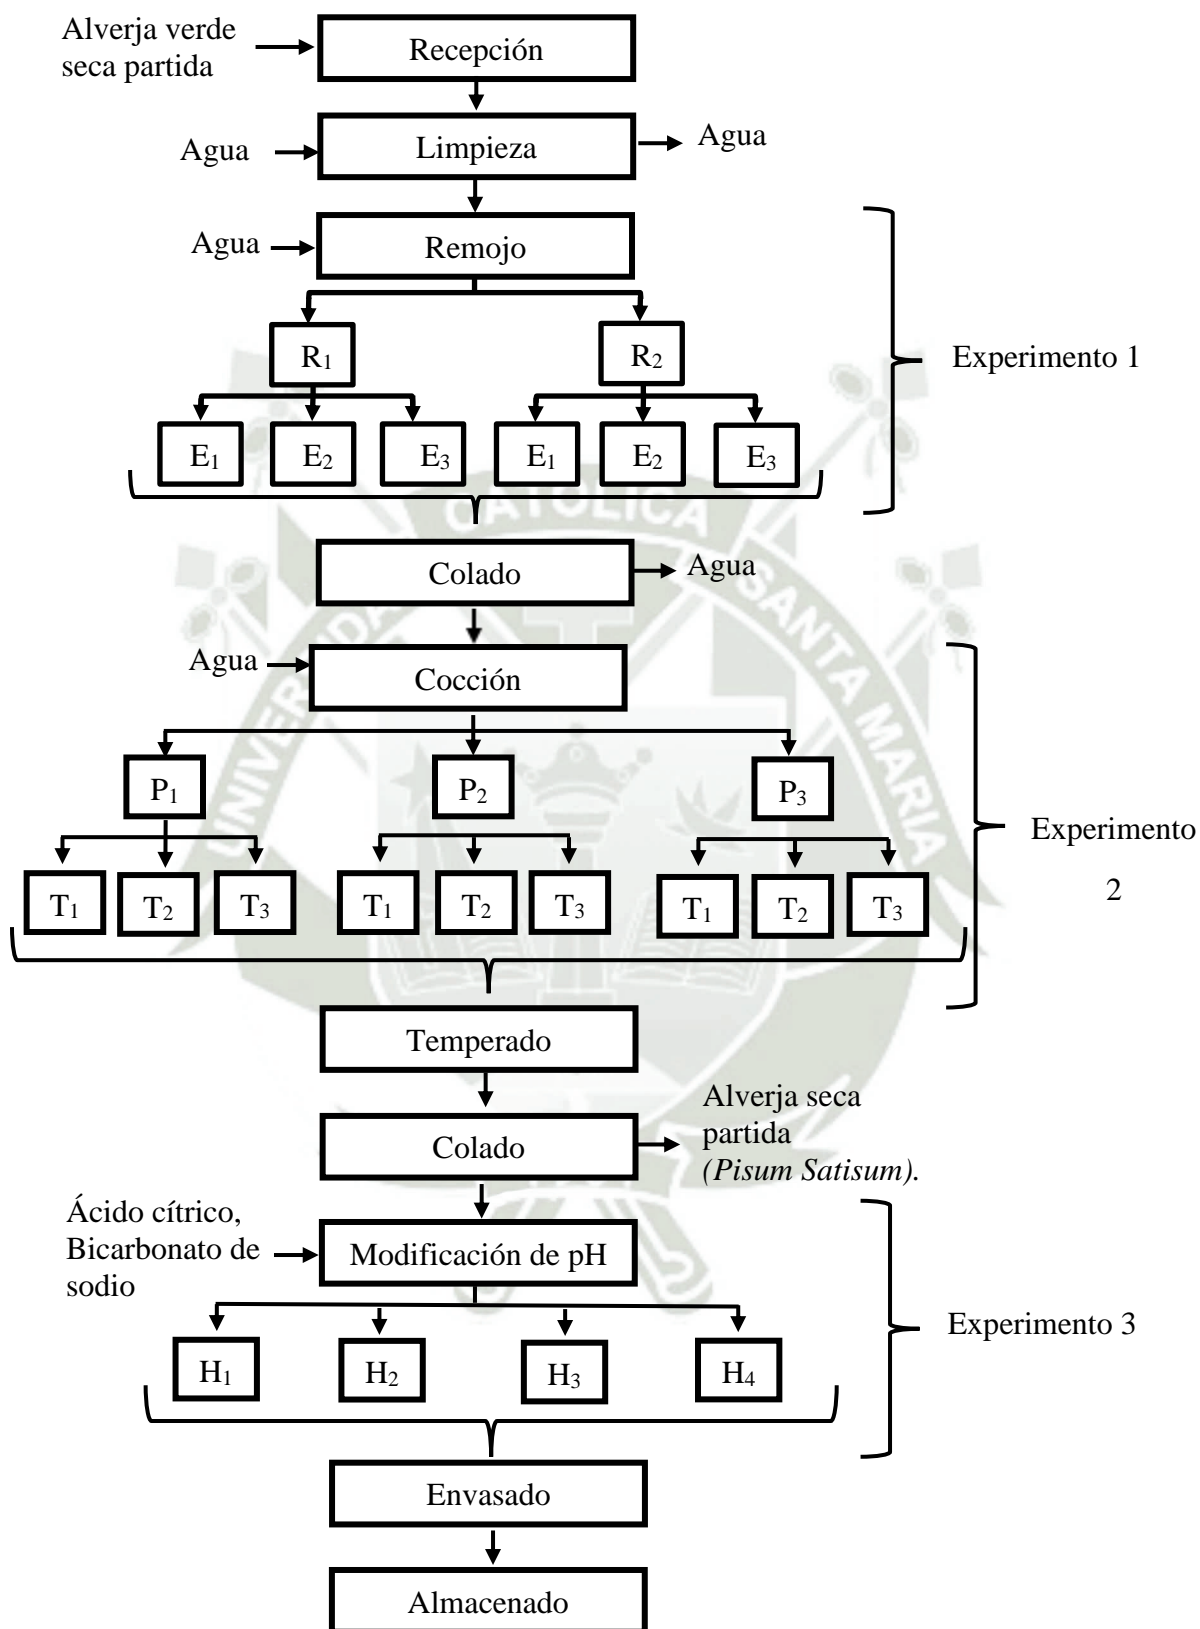 Alverja verde
seca partida
Recepción
Agua
Limpieza
Agua
Agua
Remojo
R1
R2
Experimento 1
E1
E2
E3
E1
E2
E3
CATOLICA
SANTA MARIA
Colado
Agua
Agua
Cocción
P1
P2
P3
Experimento
2
T1
T2
T3
T1
T2
T3
T1
T2
T3
Temperado
Colado
Alverja seca
partida
(Pisum Satisum).
Ácido cítrico,
Bicarbonato de
sodio
Modificación de pH
Experimento 3
H1
H2
H3
H4
Envasado
Almacenado